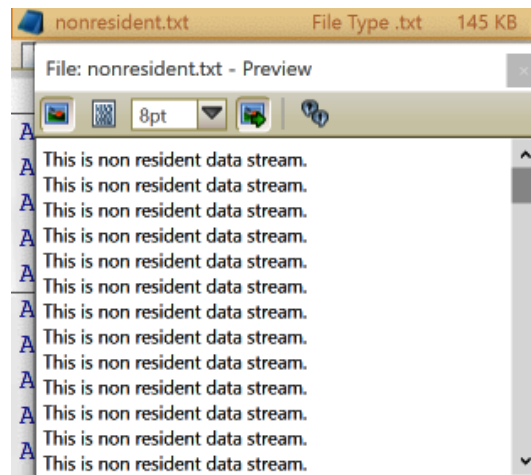 nonresident.txt File Type .txt 145 KB
File: nonresident.txt - Preview
8pt
This is non resident data stream.
This is non resident data stream.
This is non resident data stream.
This is non resident data stream.
This is non resident data stream.
This is non resident data stream.
This is non resident data stream.
This is non resident data stream.
This is non resident data stream.
This is non resident data stream.
This is non resident data stream.
This is non resident data stream.
This is non resident data stream.
A
A
A
A
A
A
A
A
A
A